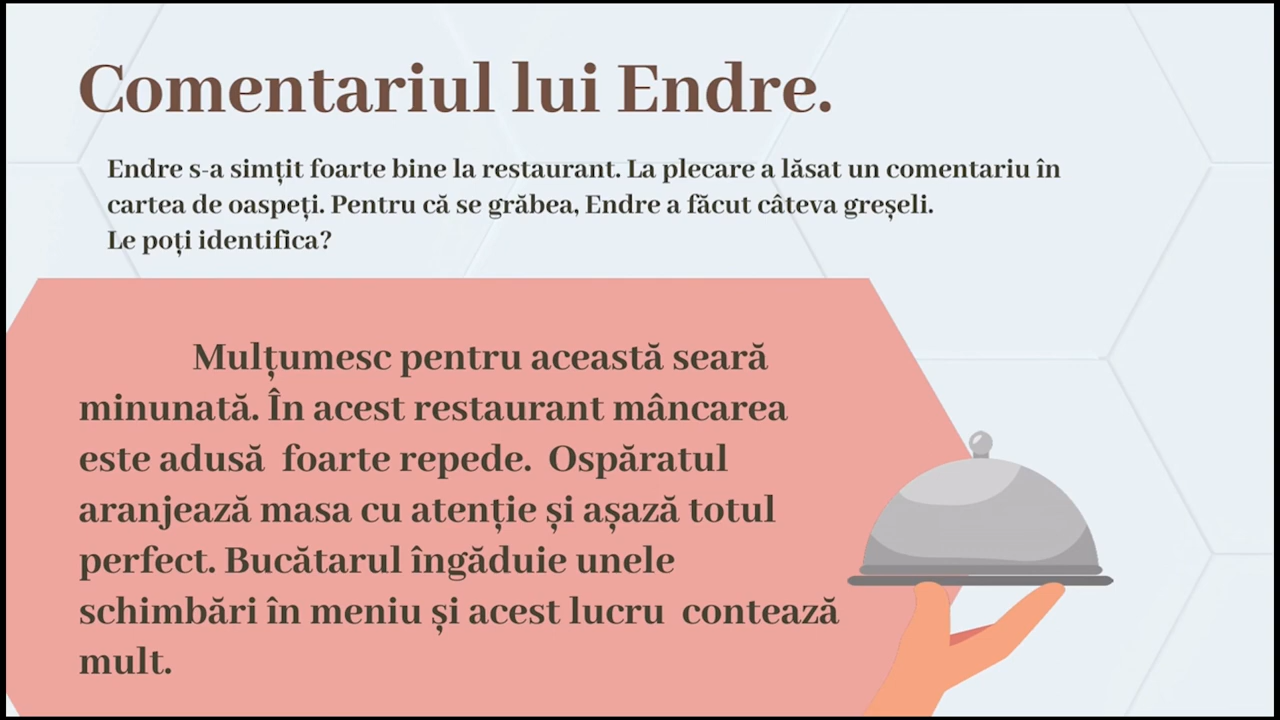 Comentariul lui Endre.
Endre s-a simțit foarte bine la restaurant. La plecare a lăsat un comentariu în
cartea de oaspeți. Pentru că se grăbea, Endre a făcut câteva greșeli.
Le poți identifica?
Mulțumesc pentru această seară
minunată. În acest restaurant mâncarea
este adusă foarte repede. Ospăratul
aranjează masa cu atenție și așază totul
perfect. Bucătarul îngăduie unele
schimbări în meniu și acest lucru contează
mult.